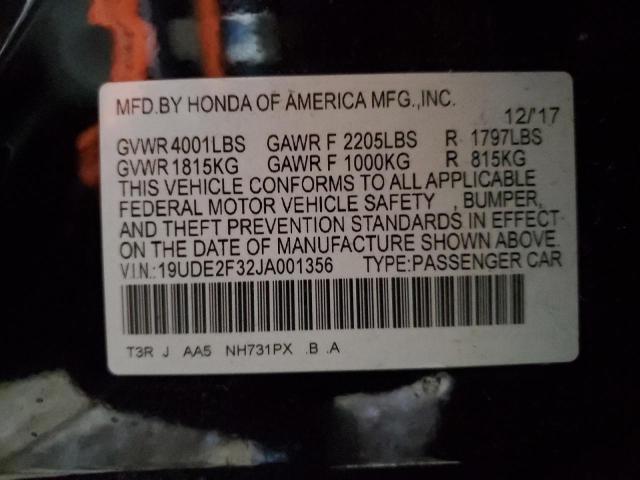 MFD.BY HONDA OF AMERICA MFG.,INC.
12/'17
GVWR 4001LBS GAWR F 2205LBS R 1797LBS
GVWR 1815KG GAWR F 1000KG R 815KG
THIS VEHICLE CONFORMS TO ALL APPLICABLE
FEDERAL MOTOR VEHICLE SAFETY , BUMPER,
AND THEFT PREVENTION STANDARDS IN EFFECT
ON THE DATE OF MANUFACTURE SHOWN ABOVE.
V.I.N.:19UDE2F32JA001356 TYPE:PASSENGER CAR
T3R J AA5 NH731PX .B .A